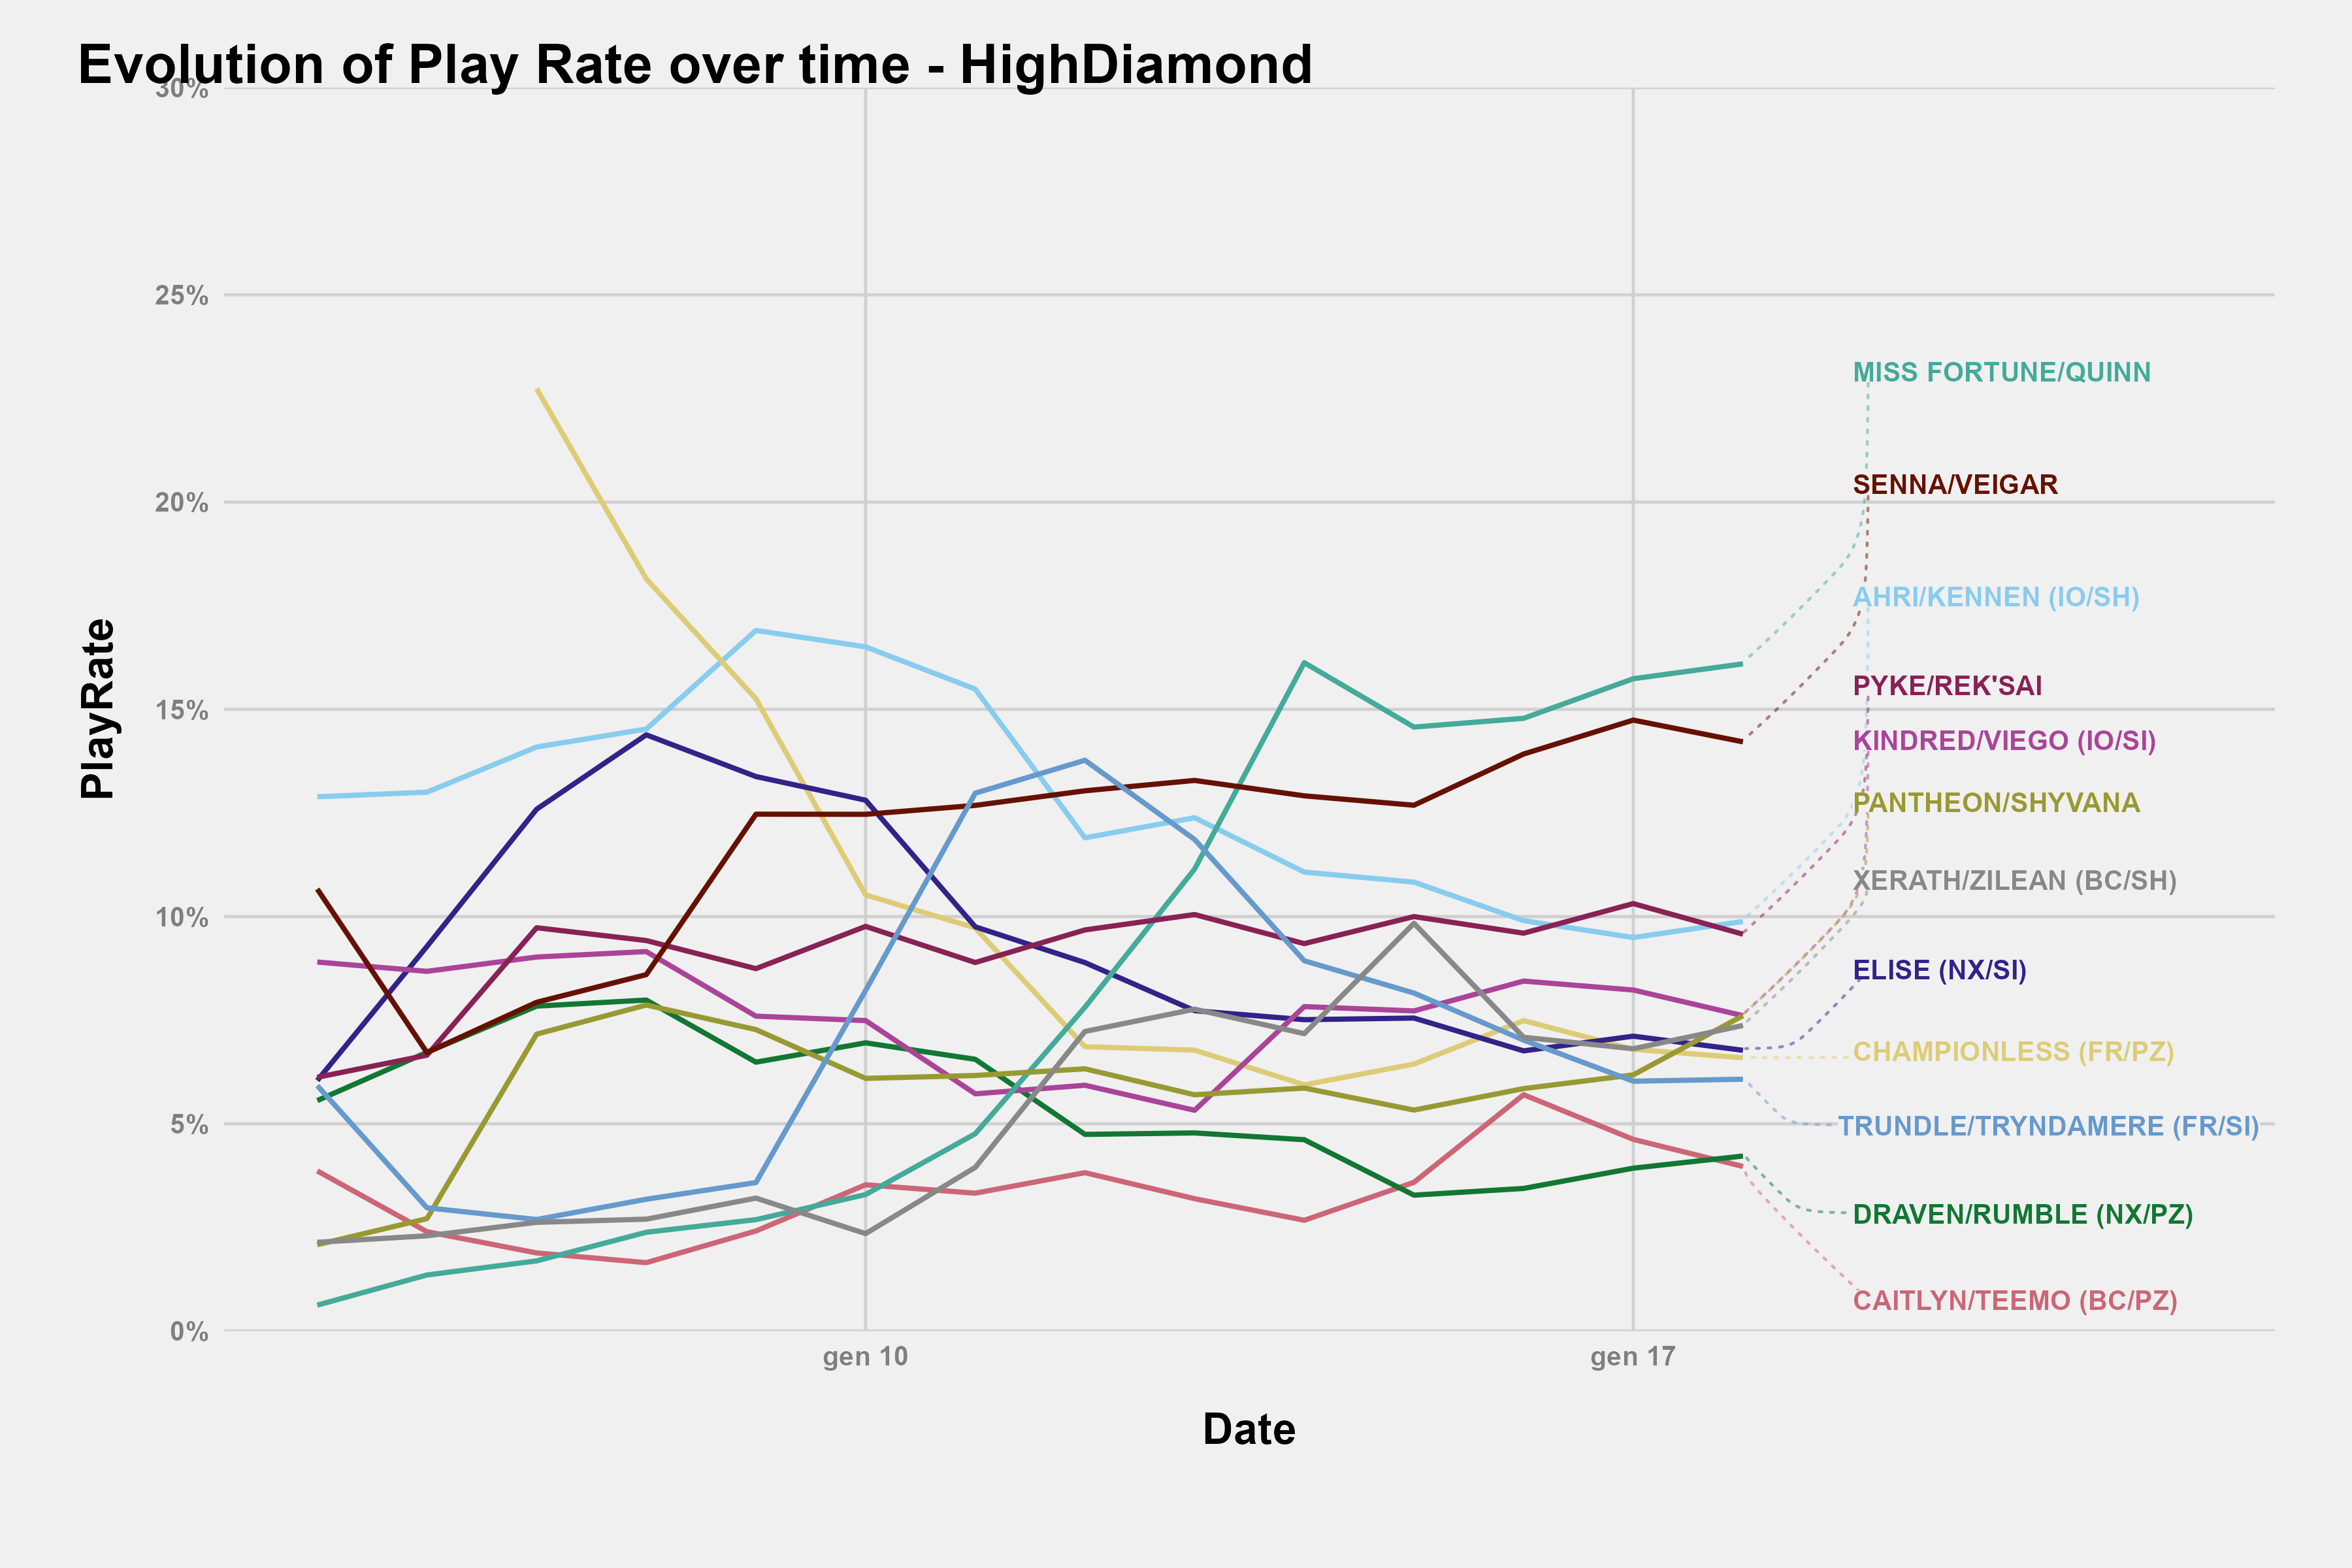 Evolution of Play Rate over time - HighDiamond
30%
25%
20%
15%
10%
5%
0%
PlayRate
gen 10
gen 17
Date
MISS FORTUNE/QUINN
SENNA/VEIGAR
AHRI/KENNEN (IO/SH)
PYKE/REK'SAI
KINDRED/VIEGO (IO/SI)
PANTHEON/SHYVANA
XERATH/ZILEAN (BC/SH)
ELISE (NX/SI)
CHAMPIONLESS (FR/PZ)
TRUNDLE/TRYNDAMERE (FR/SI)
DRAVEN/RUMBLE (NX/PZ)
CAITLYN/TEEMO (BC/PZ)